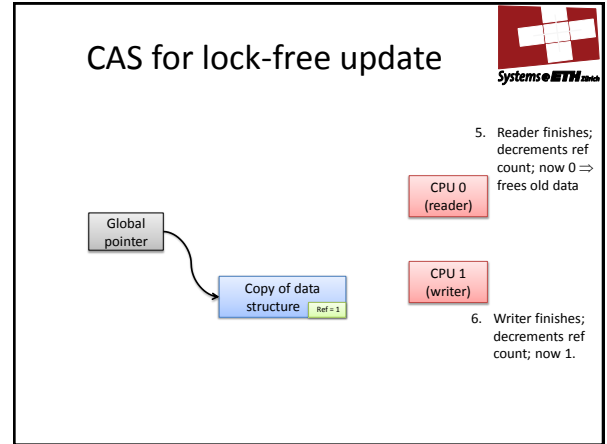 CAS for lock-free update
Systems@ETH Zürich
5. Reader finishes;
decrements ref
count; now 0 ⇒
frees old data
CPU 0
(reader)
Global
pointer
CPU 1
(writer)
Copy of data
structure
Ref = 1
6. Writer finishes;
decrements ref
count; now 1.